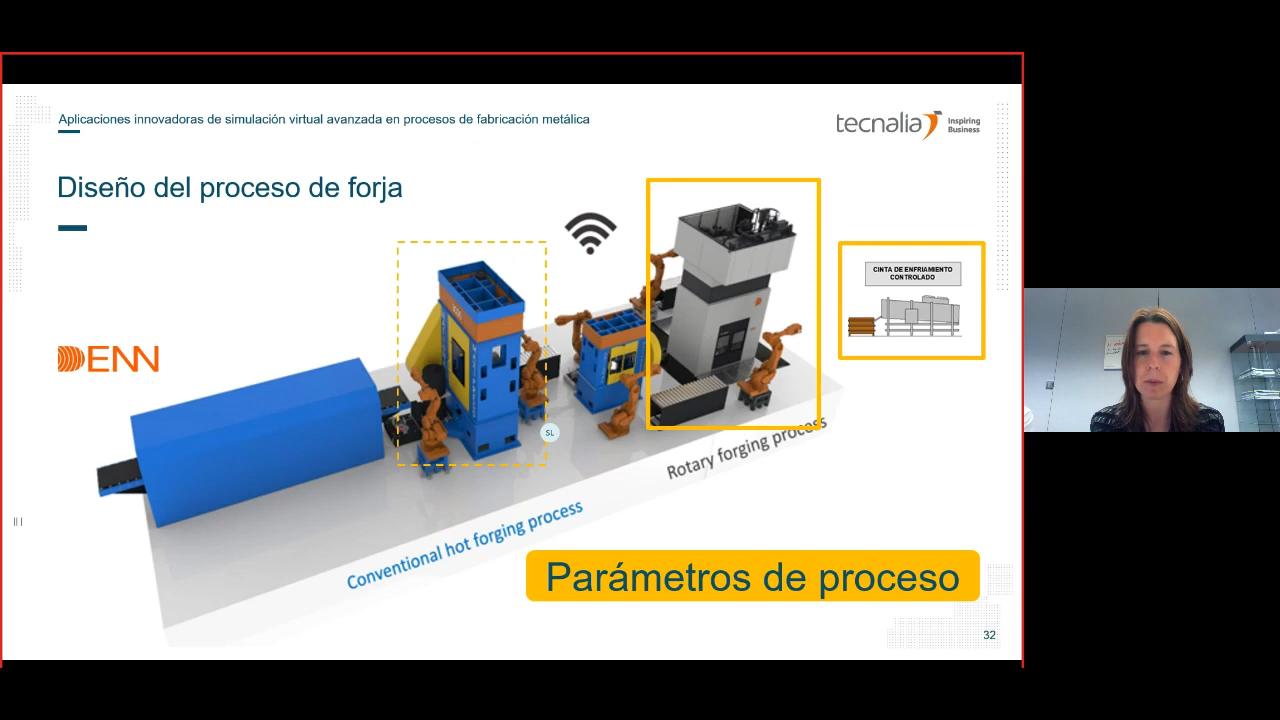 Aplicaciones innovadoras de simulación virtual avanzada en procesos de fabricación metálica
tecnalia Inspiring
Business
Diseño del proceso de forja
CINTA DE ENFRIAMIENTO
CONTROLADO
DENN
SL
Rotary forging process
Conventional hot forging process
Parámetros de proceso
32